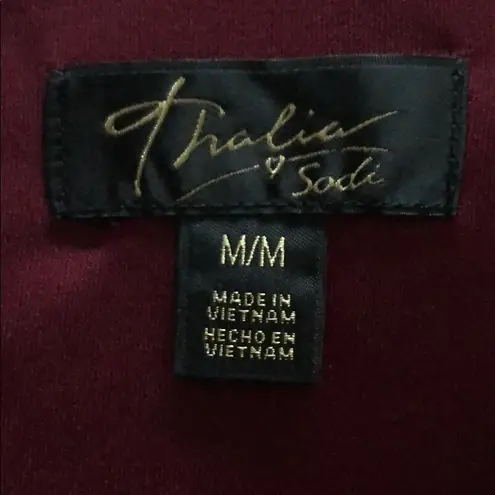 Thalia
Sodi
M/M
MADE IN
VIETNAM
HECHO EN
VIETNAM